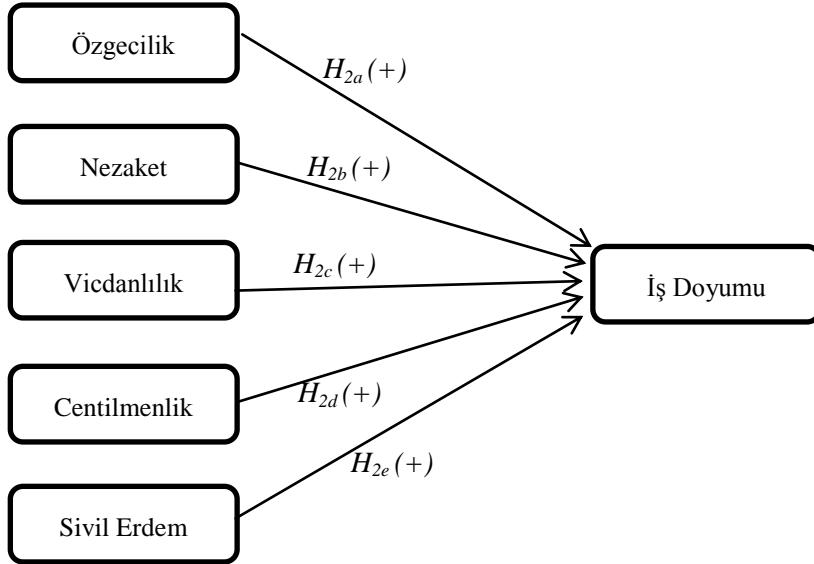 Özgecilik
H2a(+)
Nezaket
H2b(+)
Vicdanlılık
H2c(+)
İş Doyumu
Centilmenlik
H2d(+)
H2e(+)
Sivil Erdem